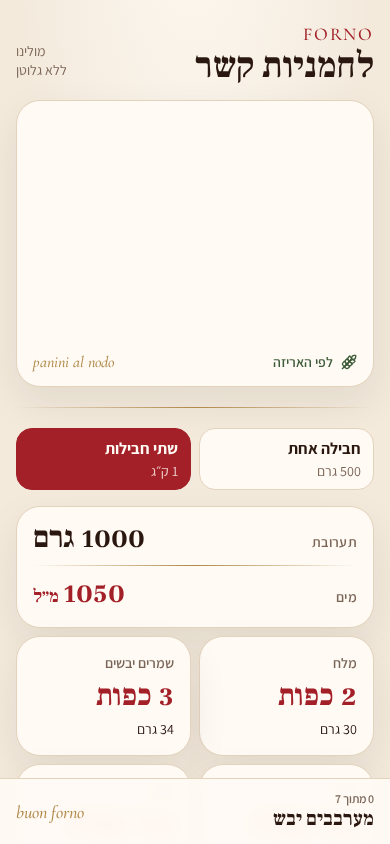 FORNO
לחמניות קשר
מולינו
ללא גלוטן
לפי האריזה
panini al nodo
חבילה אחת
500 גרם
שתי חבילות
1 ק״ג
תערובת
1000 גרם
מים
1050 מ״ל
מלח
2 כפות
30 גרם
שמרים יבשים
3 כפות
34 גרם
0 מתוך 7
מערבבים יבש
buon forno